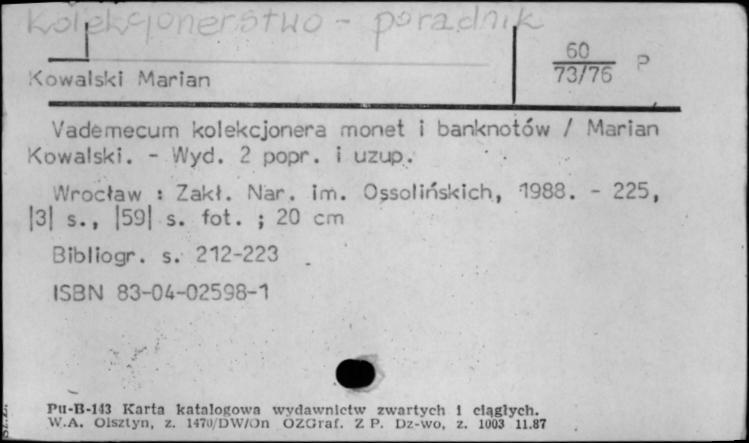 Kolekcjonerstwo - poradnik
60
73/76 P
Kowalski Marian
Vademecum kolekcjonera monet i banknotów / Marian
Kowalski. - Wyd. 2 popr. i uzup.
Wrocław : Zakł. Nar. im. Ossolińskich, 1988. - 225,
|3| s., |59| s. fot. ; 20 cm
Bibliogr. s. 212-223
ISBN 83-04-02598-1
Pu-B-143 Karta katalogowa wydawnictw zwartych i ciągłych.
W.A. Olsztyn, z. 1470/DW/On OZGraf. Z P. Dz-wo, z. 1003 11.87